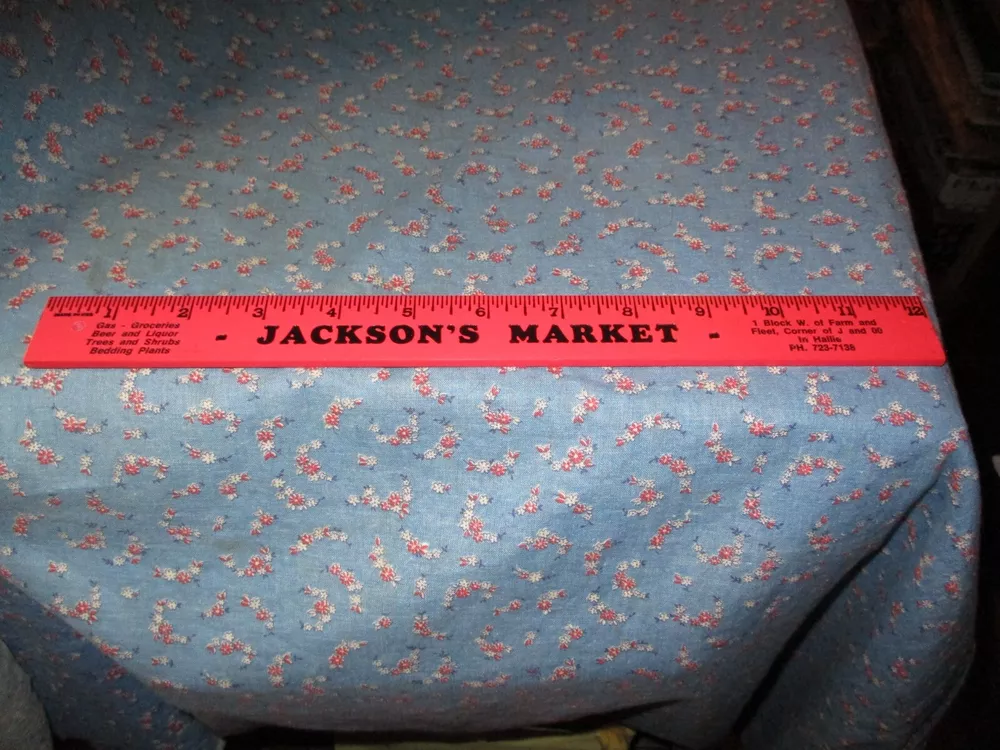 1 2 3 4 5 6 7 8 9 10 11 12
Gas - Groceries
Beer and Liquor
Trees and Shrubs
Bedding Plants
- JACKSON'S MARKET -
1 Block W. of Farm and
Fleet, Corner of J and OO
in Hallie
PH. 723-7138